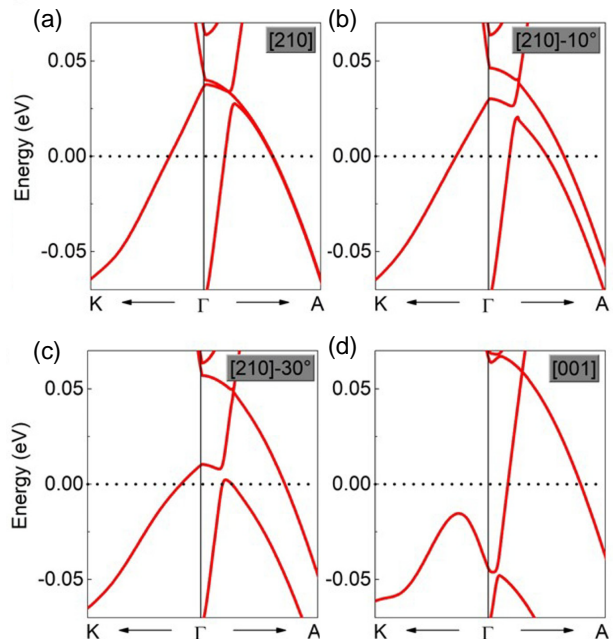 (a)
[210]
(b)
[210]-10°
Energy (eV)
0.05
0.00
-0.05
K
Γ
A
0.05
0.00
-0.05
K
Γ
A
(c)
[210]-30°
(d)
[001]
Energy (eV)
0.05
0.00
-0.05
K
Γ
A
0.05
0.00
-0.05
K
Γ
A